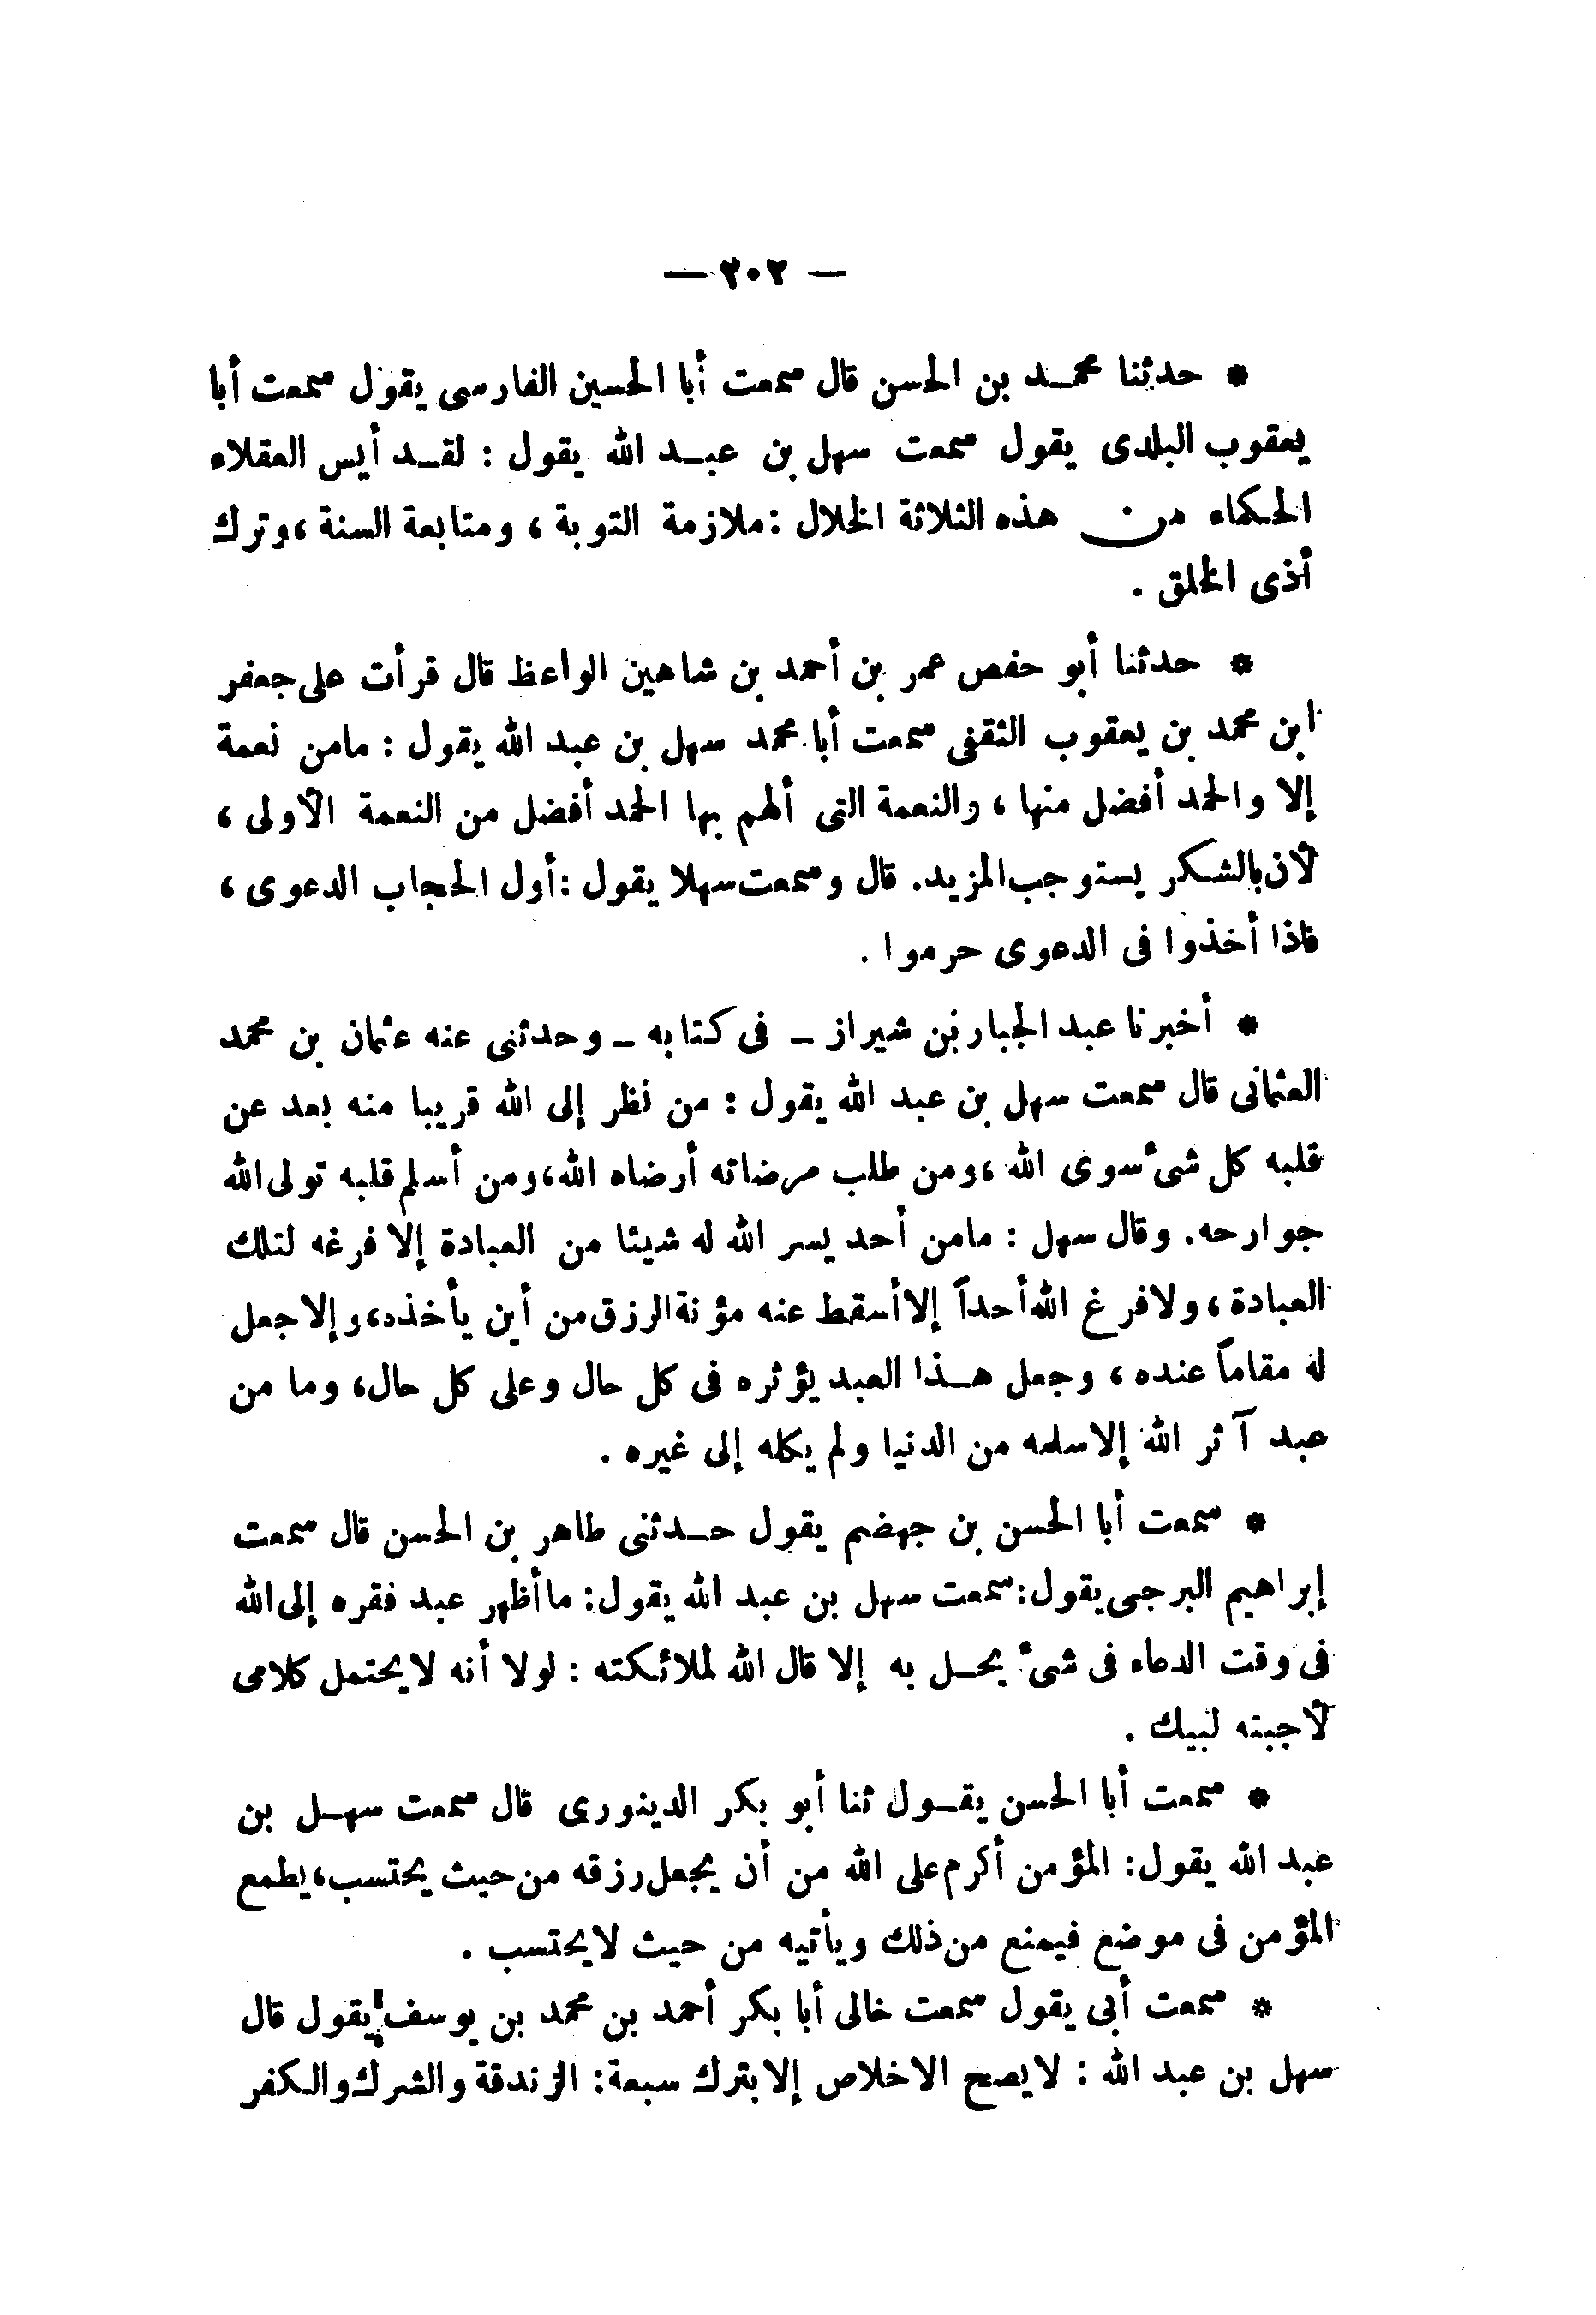 — ٢٠٢ —
* حدثنا محمد بن الحسن قال سمعت أبا الحسين الفارسى يقول سمعت أبا
يعقوب البلدى يقول سمعت سهل بن عبد الله يقول : لقد أيس العقلاء
الحكماء من هذه الثلاثة الخلال : ملازمة التوبة ، ومتابعة السنة ، وترك
أذى الخلق .
* حدثنا أبو حفص عمر بن أحمد بن شاهين الواعظ قال قرأت على جعفر
ابن محمد بن يعقوب الثقفى سمعت أبا محمد سهل بن عبد الله يقول : مامن نعمة
إلا والحمد أفضل منها ، والنعمة التى ألهم بها الحمد أفضل من النعمة الأولى ،
لأن بالشكر يستوجب المزيد. قال وسمعت سهلا يقول : أول الحجاب الدعوى ،
فاذا أخذوا فى الدعوى حرموا .
* أخبرنا عبد الجبار بن شيراز ــ فى كتابه ــ وحدثنى عنه عثمان بن محمد
العثمانى قال سمعت سهل بن عبد الله يقول : من نظر إلى الله قريبا منه بعد عن
قلبه كل شىء سوى الله ، ومن طلب مرضاته أرضاه الله، ومن أسلم قلبه تولى الله
جوارحه. وقال سهل : مامن أحد يسر الله له شيئا من العبادة إلا فرغه لتلك
العبادة ، ولافرغ الله أحداً إلا أسقط عنه مؤنة الرزق من أين يأخذه، وإلا جعل
له مقاماً عنده ، وجعل هذا العبد يؤثره فى كل حال وعلى كل حال، وما من
عبد آثر الله إلا سلمه من الدنيا ولم يكله إلى غيره .
* سمعت أبا الحسن بن جهضم يقول حدثنى طاهر بن الحسن قال سمعت
إبراهيم البرجى يقول: سمعت سهل بن عبد الله يقول: ما أظهر عبد فقره إلى الله
فى وقت الدعاء فى شىء يحل به إلا قال الله لملائكته : لولا أنه لايحتمل كلامى
لأجبته لبيك .
* سمعت أبا الحسن يقول ثنا أبو بكر الدينورى قال سمعت سهل بن
عبد الله يقول: المؤمن أكرم على الله من أن يجعل رزقه من حيث يحتسب، يطمع
المؤمن فى موضع فيمنع من ذلك ويأتيه من حيث لايحتسب .
* سمعت أبى يقول سمعت خالى أبا بكر أحمد بن محمد بن يوسف يقول قال
سهل بن عبد الله : لايصح الاخلاص إلا بترك سبعة: الزندقة والشرك والكفر